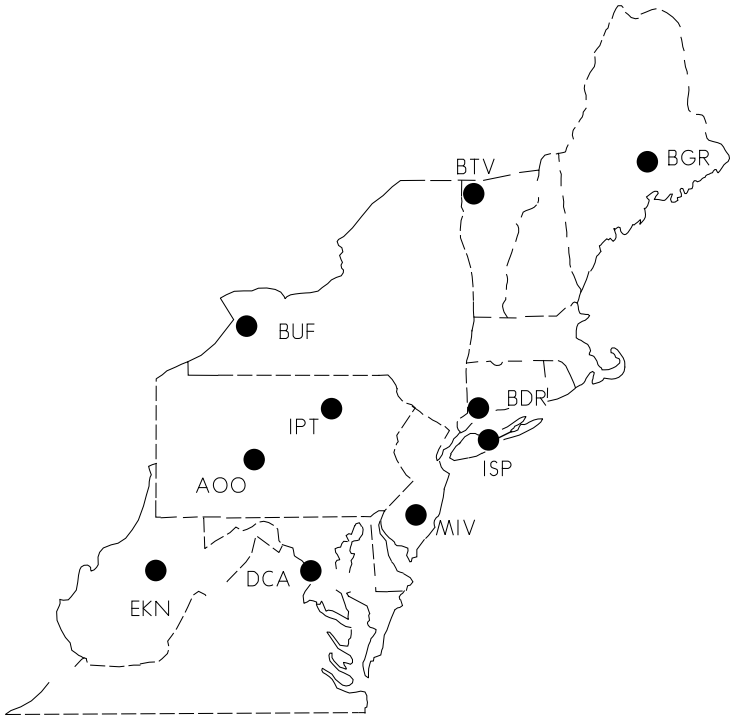 BTV
BGR
BUF
BDR
IPT
ISP
AOO
MIV
DCA
EKN